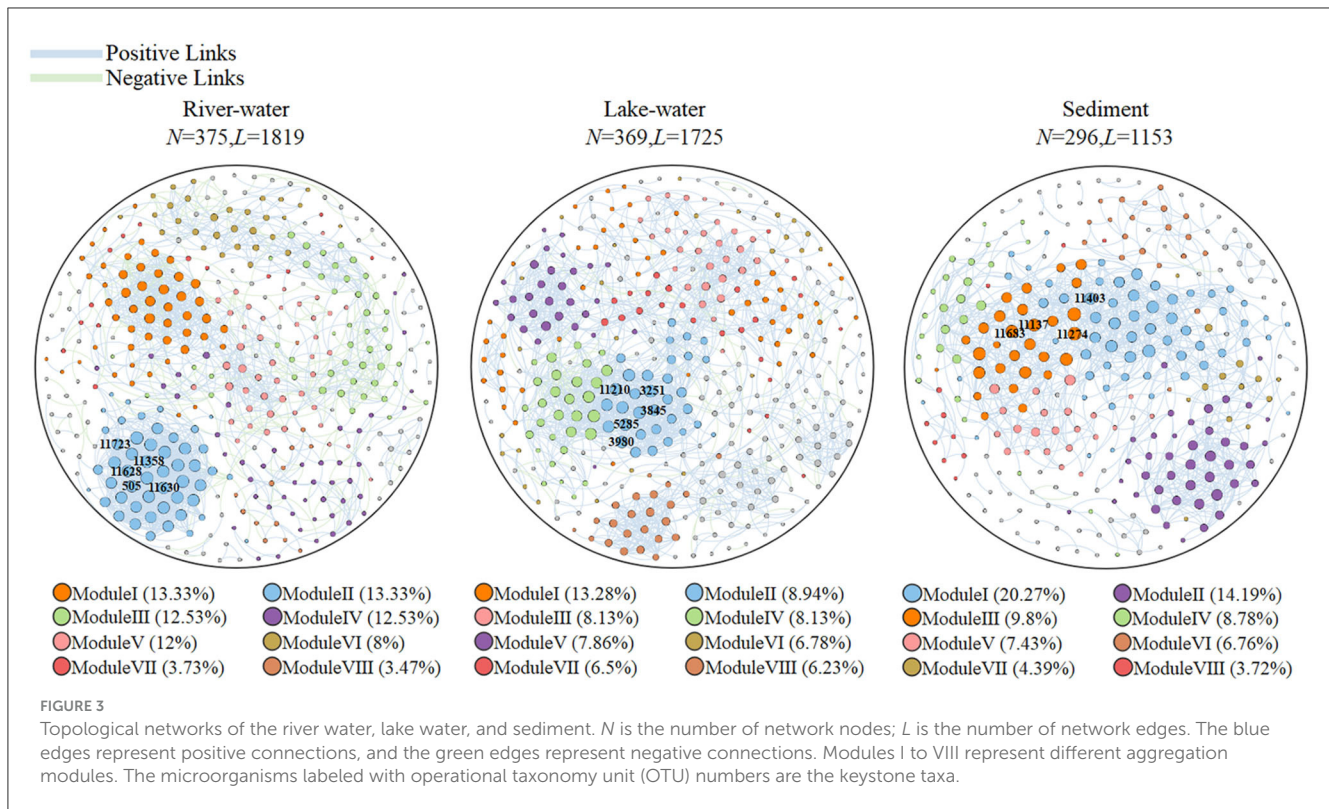 Positive Links
Negative Links
River-water
N=375,L=1819
Lake-water
N=369,L=1725
Sediment
N=296,L=1153
11723
11358
11628
505 11630
11210 3251
3845
5285
3980
11403
11137
11683 11274
ModuleI (13.33%) ModuleII (13.33%)
ModuleIII (12.53%) ModuleIV (12.53%)
ModuleV (12%) ModuleVI (8%)
ModuleVII (3.73%) ModuleVIII (3.47%)
ModuleI (13.28%) ModuleII (8.94%)
ModuleIII (8.13%) ModuleIV (8.13%)
ModuleV (7.86%) ModuleVI (6.78%)
ModuleVII (6.5%) ModuleVIII (6.23%)
ModuleI (20.27%) ModuleII (14.19%)
ModuleIII (9.8%) ModuleIV (8.78%)
ModuleV (7.43%) ModuleVI (6.76%)
ModuleVII (4.39%) ModuleVIII (3.72%)
FIGURE 3
Topological networks of the river water, lake water, and sediment. N is the number of network nodes; L is the number of network edges. The blue
edges represent positive connections, and the green edges represent negative connections. Modules I to VIII represent different aggregation
modules. The microorganisms labeled with operational taxonomy unit (OTU) numbers are the keystone taxa.